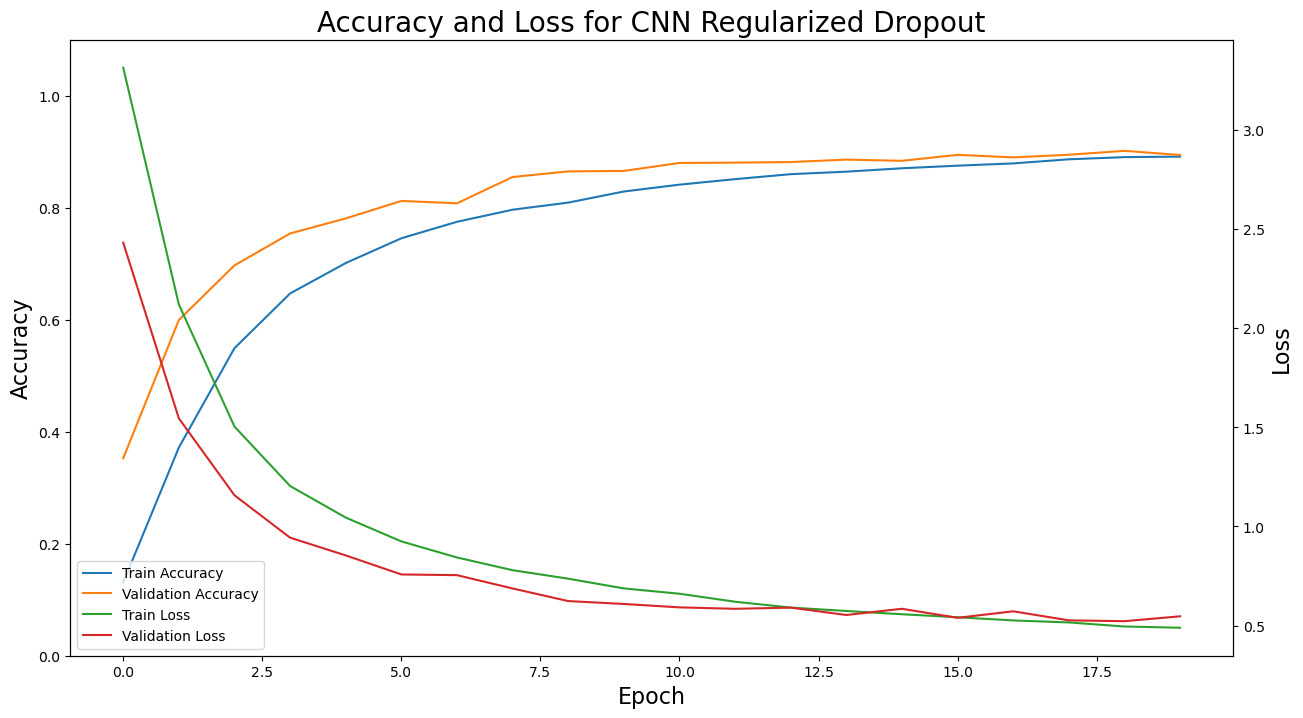 Accuracy and Loss for CNN Regularized Dropout
1.0
0.8
0.6
0.4
0.2
0.0
Accuracy
3.0
2.5
2.0
1.5
1.0
0.5
Loss
Train Accuracy
Validation Accuracy
Train Loss
Validation Loss
0.0 2.5 5.0 7.5 10.0 12.5 15.0 17.5
Epoch